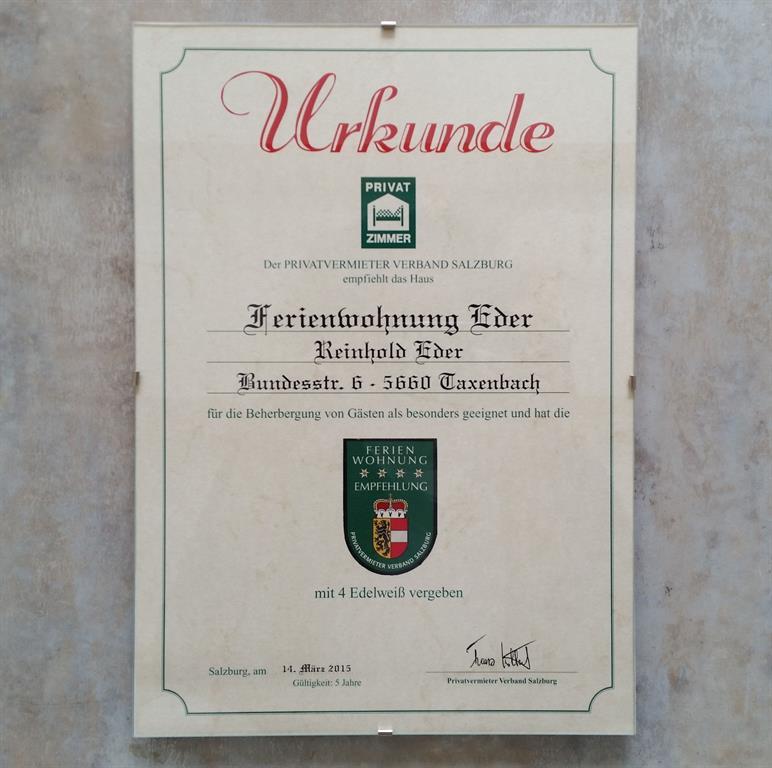 Urkunde
PRIVAT
ZIMMER
Der PRIVATVERMIETER VERBAND SALZBURG
empfiehlt das Haus
Ferienwohnung Eder
Reinhold Eder
Bundesstr. 6 - 5660 Taxenbach
für die Beherbergung von Gästen als besonders geeignet und hat die
FERIEN
WOHNUNG
EMPFEHLUNG
PRIVATVERMIETER VERBAND SALZBURG
mit 4 Edelweiß vergeben
Salzburg, am 14. März 2015
Gültigkeit: 5 Jahre
Privatvermieter Verband Salzburg